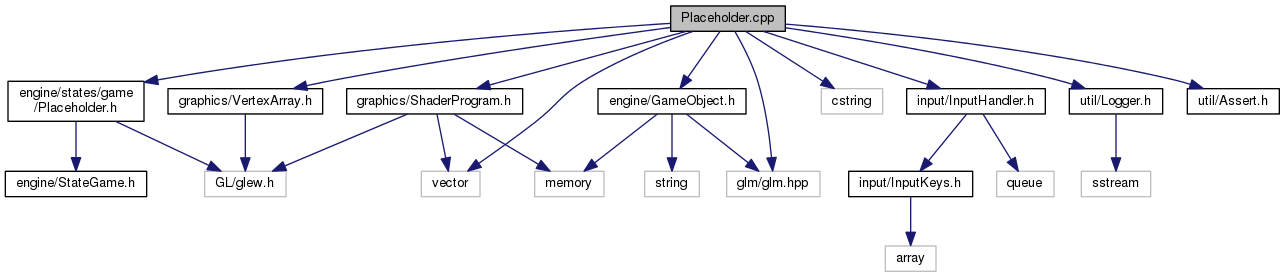 Placeholder.cpp
engine/states/game
/Placeholder.h
graphics/VertexArray.h
graphics/ShaderProgram.h
engine/GameObject.h
cstring
input/InputHandler.h
util/Logger.h
util/Assert.h
engine/StateGame.h
GL/glew.h
vector
memory
string
glm/glm.hpp
input/InputKeys.h
queue
sstream
array